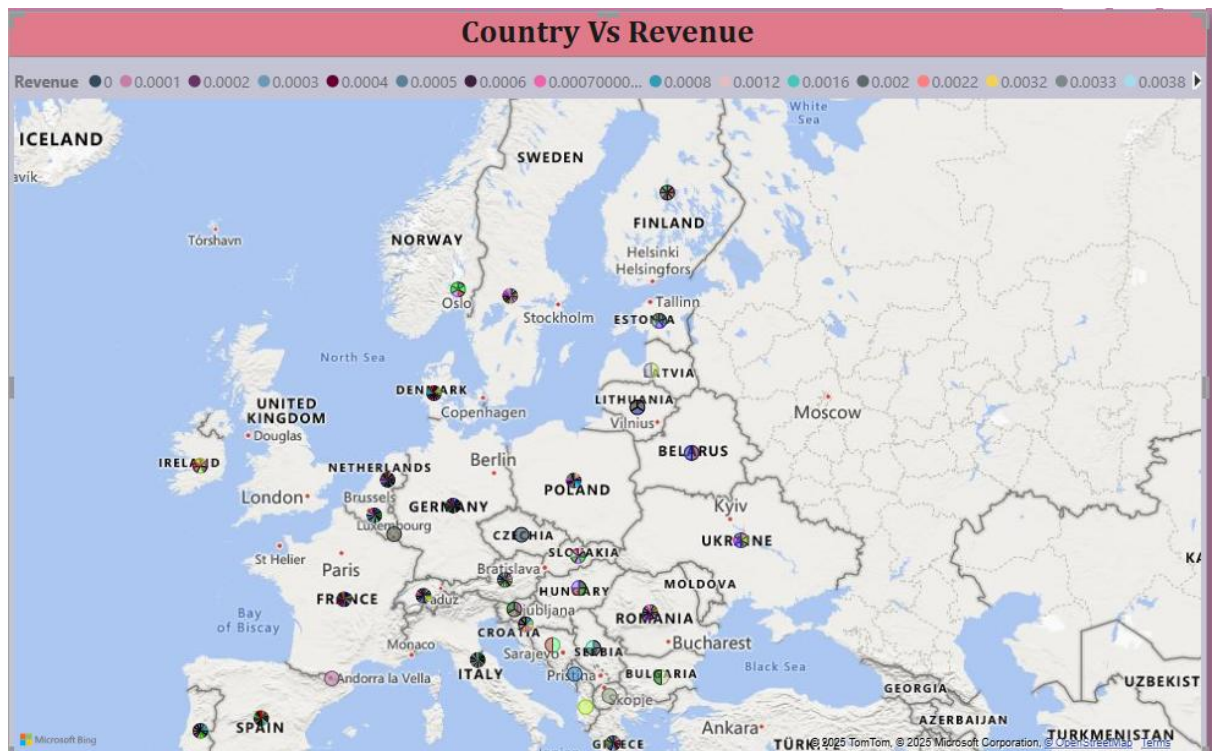 Country Vs Revenue
Revenue 0 0.0001 0.0002 0.0003 0.0004 0.0005 0.0006 0.00070000... 0.0008 0.0012 0.0016 0.002 0.0022 0.0032 0.0033 0.0038
White
Sea
ICELAND
SWEDEN
avík
FINLAND
Tórshavn
NORWAY
Helsinki
Helsingfors
Oslo
Tallinn
Stockholm
ESTONIA
North Sea
LATVIA
DENMARK
LITHUANIA
UNITED
KINGDOM
Copenhagen
Moscow
Vilnius
Douglas
BELARUS
IRELAND
NETHERLANDS
Berlin
POLAND
London
Brussels
GERMANY
Kyiv
Luxembourg
CZECHIA
UKRAINE
St Helier
SLOVAKIA
KA
Paris
Bratislava
MOLDOVA
FRANCE
Vaduz
HUNGARY
Ljubljana
Bay
of Biscay
ROMANIA
CROATIA
Monaco
Bucharest
Sarajevo
SERBIA
Black Sea
ITALY
Pristina
BULGARIA
Andorra la Vella
UZBEKIST
GEORGIA
Skopje
SPAIN
Ankara
AZERBAIJAN
TURKMENISTAN
GREECE
Microsoft Bing
© 2025 TomTom, © 2025 Microsoft Corporation, © OpenStreetMap Terms